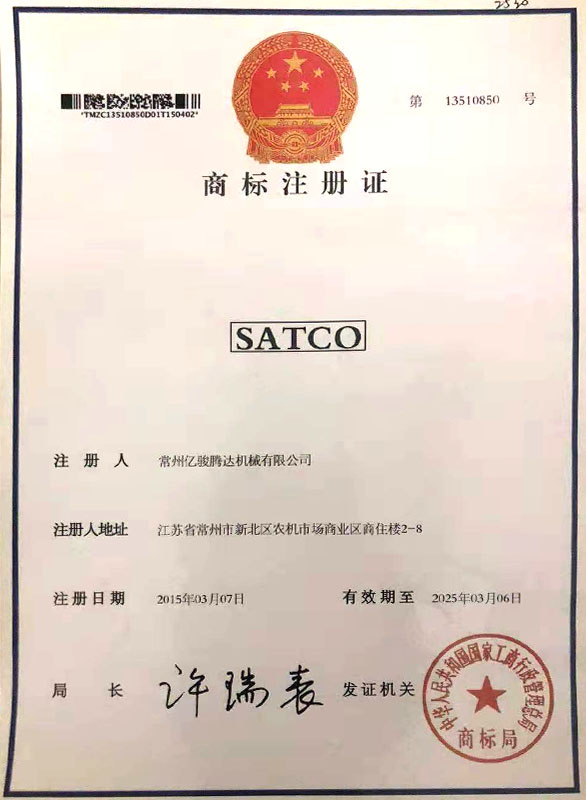 2530
*TMZC13510850D01T150402*
第 13510850 号
商标注册证
SATCO
注册人 常州亿骏腾达机械有限公司
注册人地址 江苏省常州市新北区农机市场商业区商住楼2-8
注册日期 2015年03月07日 有效期至 2025年03月06日
局长 许瑞表 发证机关
中华人民共和国国家工商行政管理总局
商标局